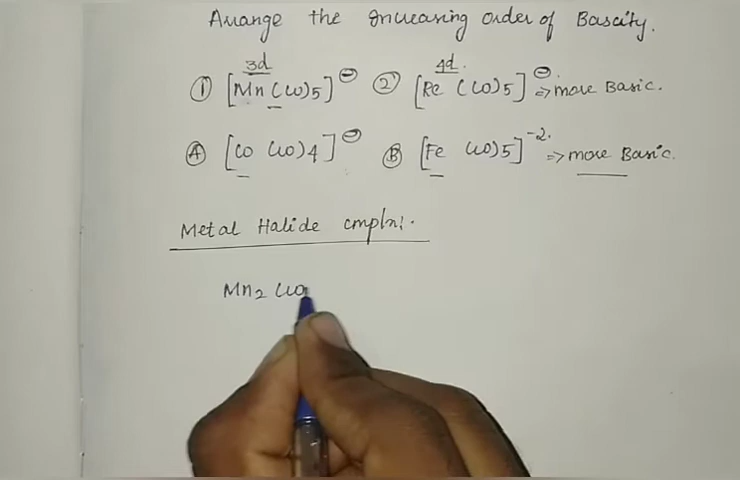 Arrange the Increasing Order of Bascity.
3d 4d.
① [Mn (CO)5]⊖ ② [Re (CO)5]⊖. => more Basic.
Ⓐ [Co (CO)4]⊖ Ⓑ [Fe (CO)5]-2. => more Basic.
Metal Halide cmplx:.
Mn2 (CO